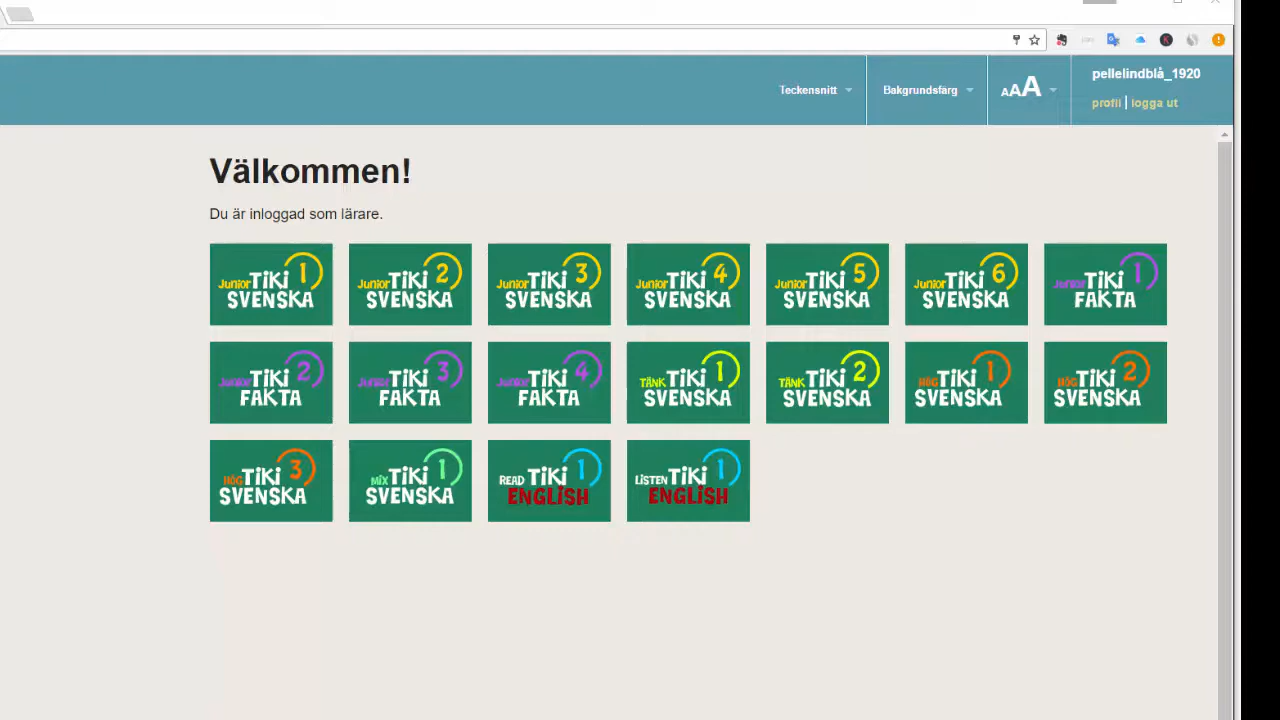 Teckensnitt Bakgrundsfärg AAA pellelindblå_1920
profil | logga ut
Välkommen!
Du är inloggad som lärare.
Junior TiKi 1 SVENSKA
Junior TiKi 2 SVENSKA
Junior TiKi 3 SVENSKA
Junior TiKi 4 SVENSKA
Junior TiKi 5 SVENSKA
Junior TiKi 6 SVENSKA
Junior TiKi 1 FAKTA
Junior TiKi 2 FAKTA
Junior TiKi 3 FAKTA
Junior TiKi 4 FAKTA
TÄNK TiKi 1 SVENSKA
TÄNK TiKi 2 SVENSKA
HÖG TiKi 1 SVENSKA
HÖG TiKi 2 SVENSKA
HÖG TiKi 3 SVENSKA
MiX TiKi 1 SVENSKA
READ TiKi 1 ENGLiSH
LiSTEN TiKi 1 ENGLiSH